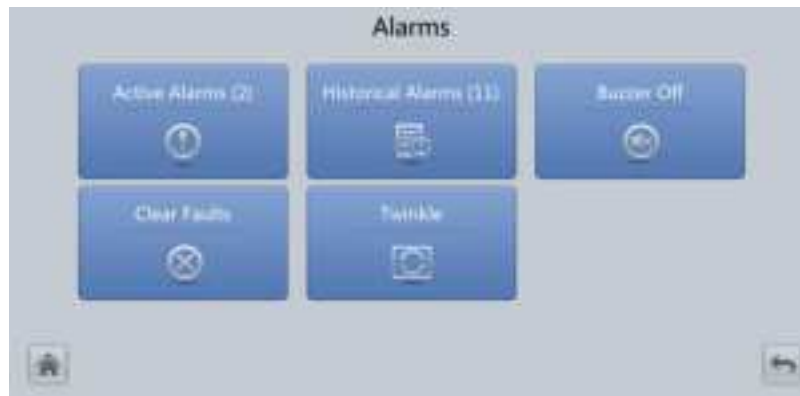 Alarms
Active Alarms (2)
Historical Alarms (11)
Buzzer Off
Clear Faults
Twinkle